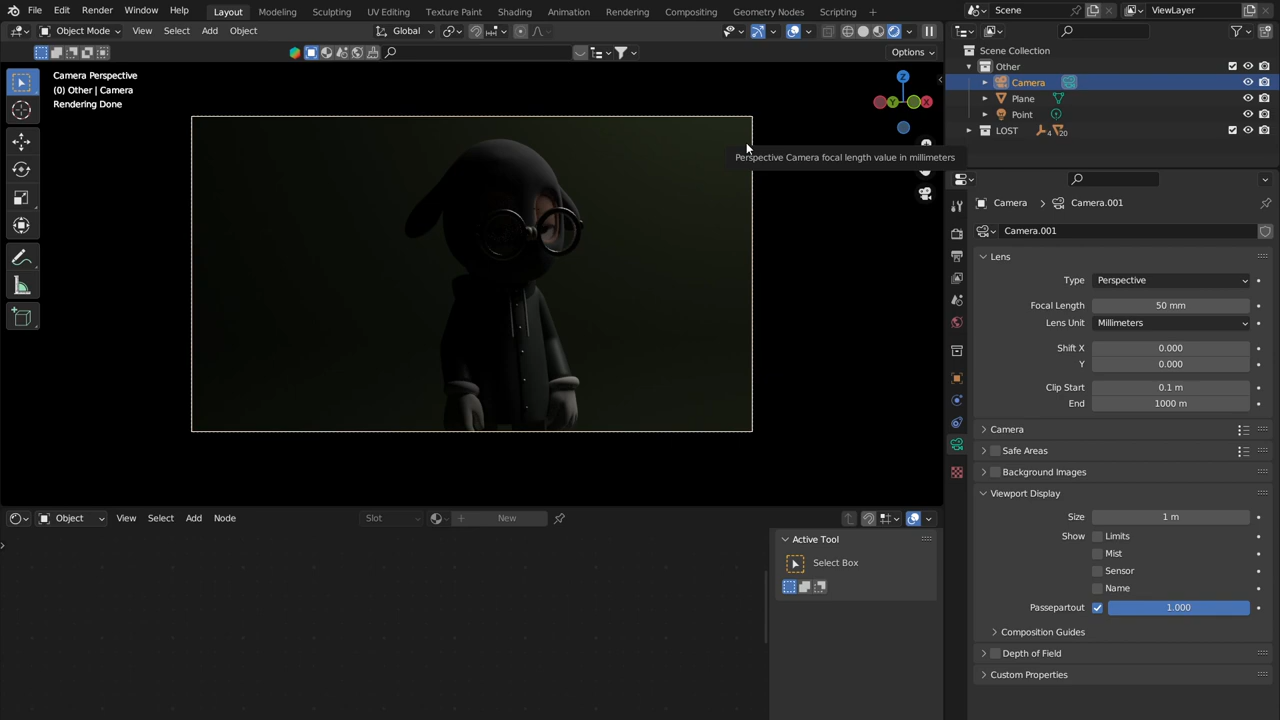 File Edit Render Window Help Layout Modeling Sculpting UV Editing Texture Paint Shading Animation Rendering Compositing Geometry Nodes Scripting + Scene ViewLayer
Object Mode View Select Add Object Global
Options
Camera Perspective
(0) Other | Camera
Rendering Done
Z
Y
X
Perspective Camera focal length value in millimeters
Scene Collection
Other
Camera
Plane
Point
LOST 4 20
Camera > Camera.001
Camera.001
Lens
Type Perspective
Focal Length 50 mm
Lens Unit Millimeters
Shift X 0.000
Y 0.000
Clip Start 0.1 m
End 1000 m
Camera
Safe Areas
Background Images
Viewport Display
Size 1 m
Show Limits
Mist
Sensor
Name
Passepartout 1.000
Composition Guides
Depth of Field
Custom Properties
Object View Select Add Node Slot + New
Active Tool
Select Box